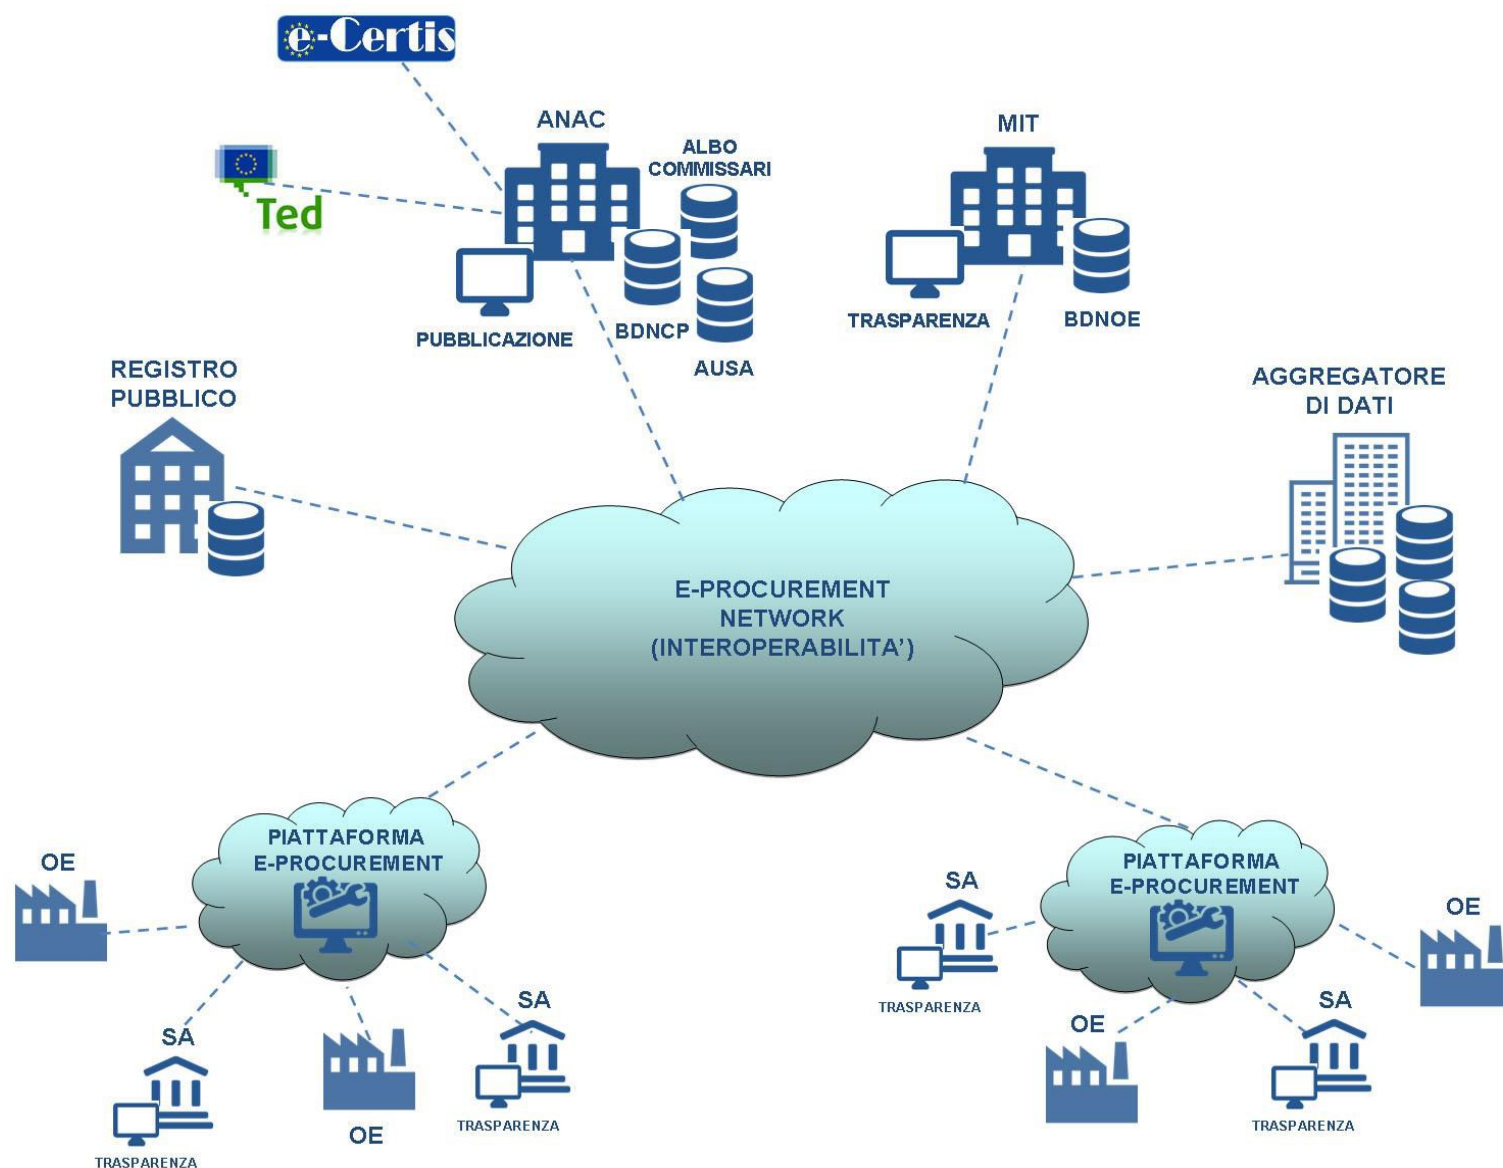 e-Certis
Ted
ANAC
ALBO
COMMISSARI
PUBBLICAZIONE
BDNCP
AUSA
MIT
TRASPARENZA
BDNOE
REGISTRO
PUBBLICO
AGGREGATORE
DI DATI
E-PROCUREMENT
NETWORK
(INTEROPERABILITA’)
PIATTAFORMA
E-PROCUREMENT
OE
SA
TRASPARENZA
OE
SA
TRASPARENZA
PIATTAFORMA
E-PROCUREMENT
SA
TRASPARENZA
OE
OE
SA
TRASPARENZA